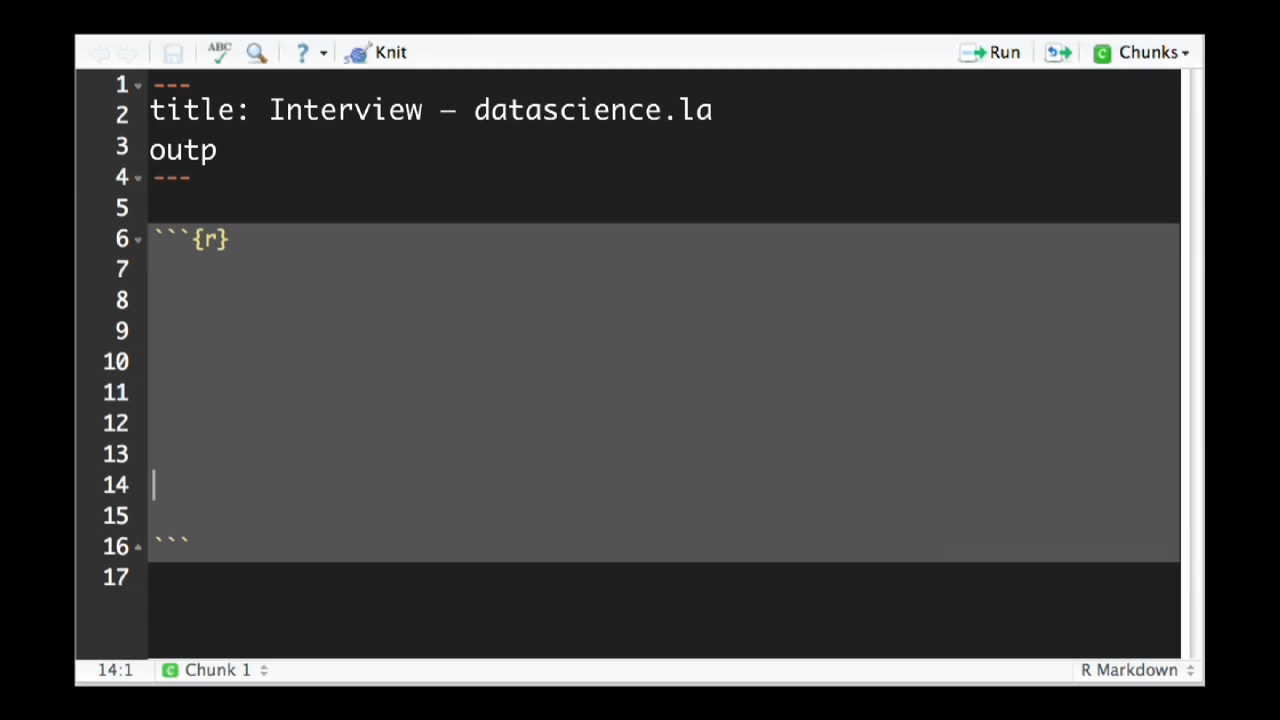 ABC ? Knit Run C Chunks
1 ---
2 title: Interview – datascience.la
3 outp
4 ---
5
6 ```{r}
7
8
9
10
11
12
13
14
15
16 ```
17
14:1 C Chunk 1 R Markdown